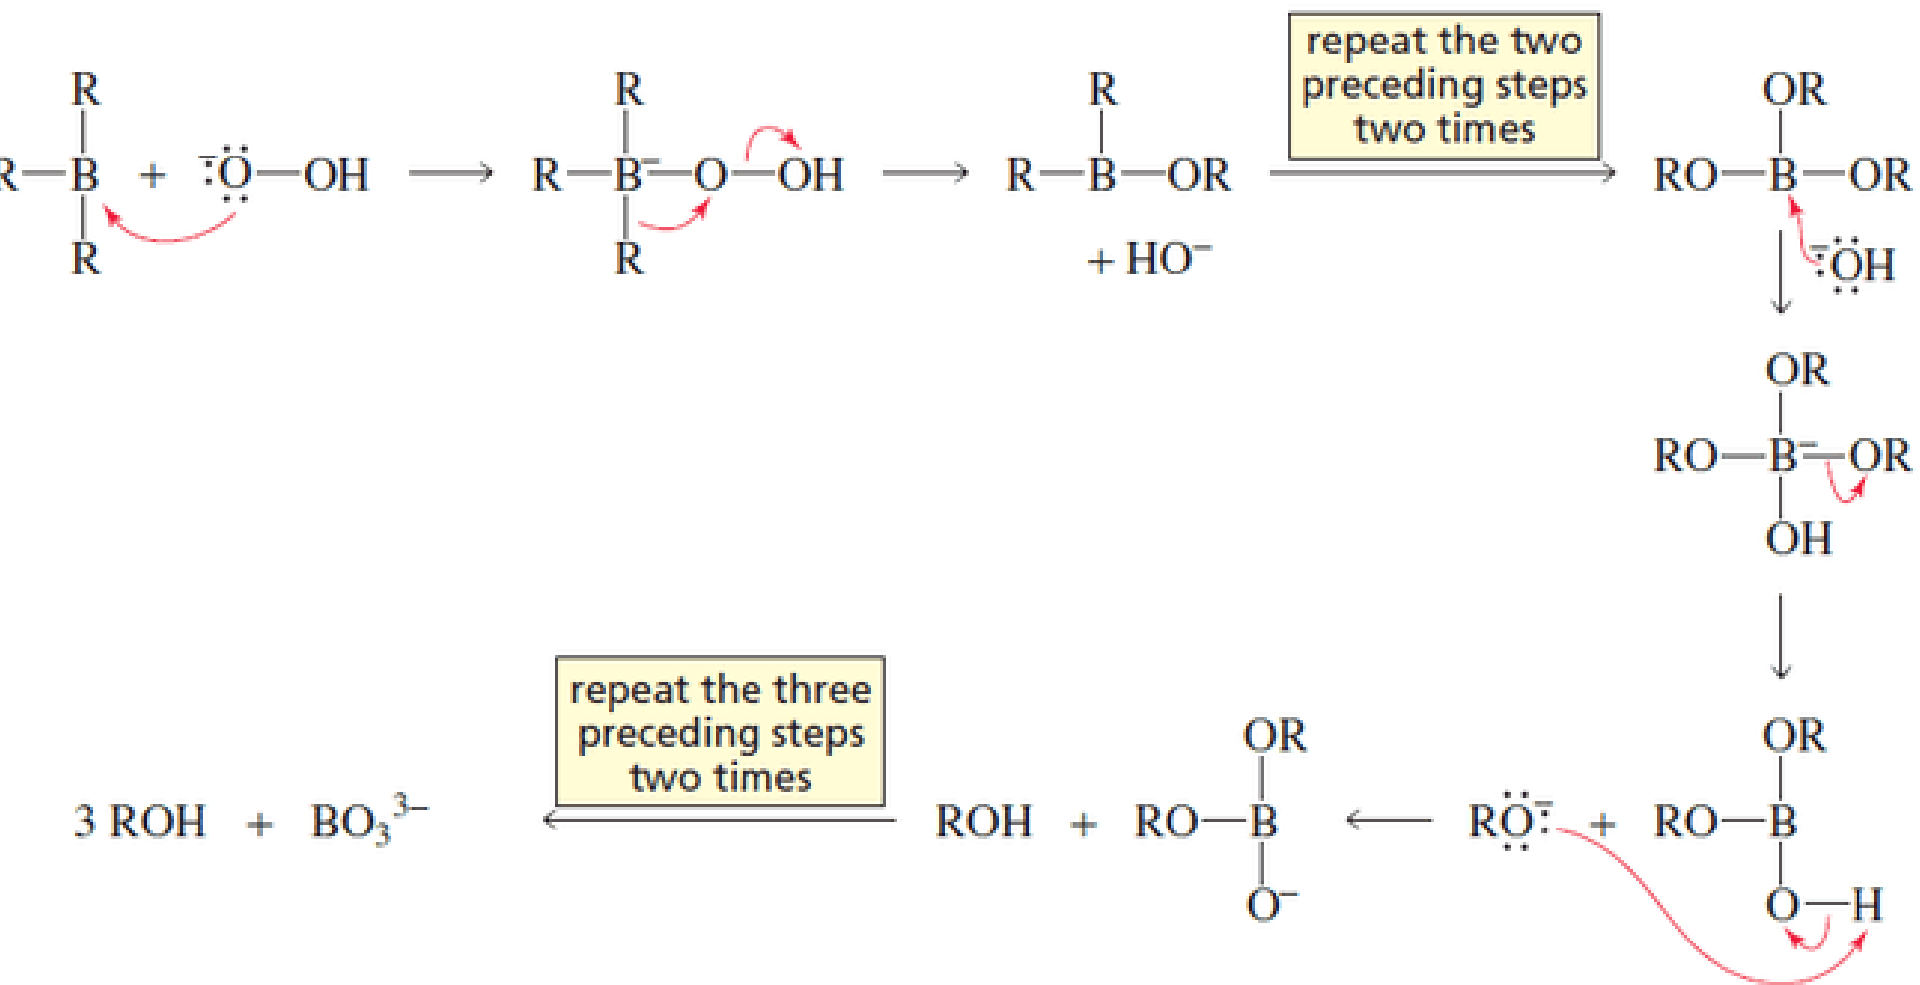 repeat the two
preceding steps
two times
R
R—B + ⁻:Ö—OH
R
R
R—B⁻—O—OH
R
R
R—B—OR
+ HO⁻
OR
RO—B—OR
⁻:ÖH
OR
RO—B⁻—OR
OH
repeat the three
preceding steps
two times
3 ROH + BO₃³⁻
OR
ROH + RO—B
O⁻
OR
RÖ:⁻ + RO—B
O—H